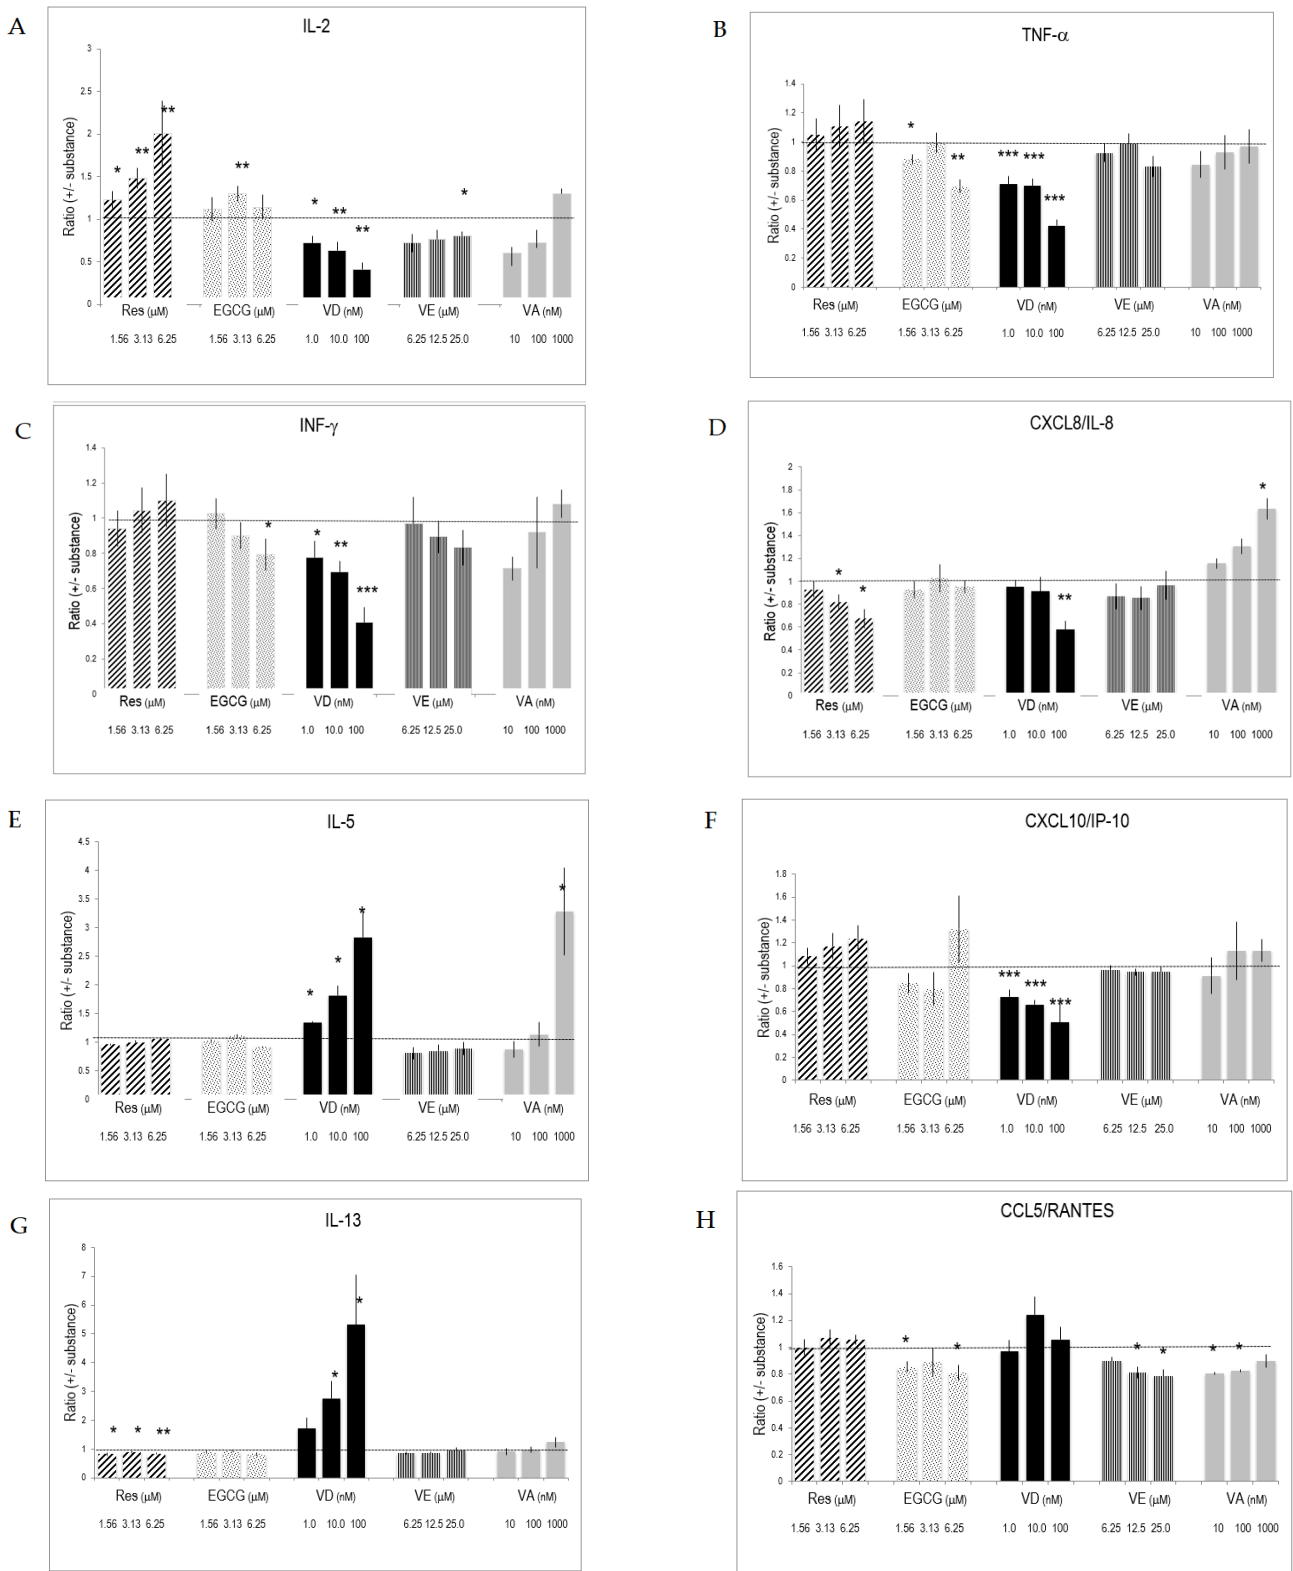 A
IL-2
3
2.5
2
1.5
1
0.5
0
Ratio (+/- substance)
* ** ** ** * ** ** *
Res (μM) EGCG (μM) VD (nM) VE (μM) VA (nM)
1.56 3.13 6.25 1.56 3.13 6.25 1.0 10.0 100 6.25 12.5 25.0 10 100 1000
B
TNF-α
1.4
1.2
1
0.8
0.6
0.4
0.2
0
Ratio (+/- substance)
* ** *** *** ***
Res (μM) EGCG (μM) VD (nM) VE (μM) VA (nM)
1.56 3.13 6.25 1.56 3.13 6.25 1.0 10.0 100 6.25 12.5 25.0 10 100 1000
C
INF-γ
1.4
1.2
1
0.8
0.6
0.4
0.2
0
Ratio (+/- substance)
* * ** ***
Res (μM) EGCG (μM) VD (nM) VE (μM) VA (nM)
1.56 3.13 6.25 1.56 3.13 6.25 1.0 10.0 100 6.25 12.5 25.0 10 100 1000
D
CXCL8/IL-8
2
1.8
1.6
1.4
1.2
1
0.8
0.6
0.4
0.2
0
Ratio (+/- substance)
* * ** *
Res (μM) EGCG (μM) VD (nM) VE (μM) VA (nM)
1.56 3.13 6.25 1.56 3.13 6.25 1.0 10.0 100 6.25 12.5 25.0 10 100 1000
E
IL-5
4.5
4
3.5
3
2.5
2
1.5
1
0.5
0
Ratio (+/- substance)
* * * *
Res (μM) EGCG (μM) VD (nM) VE (μM) VA (nM)
1.56 3.13 6.25 1.56 3.13 6.25 1.0 10.0 100 6.25 12.5 25.0 10 100 1000
F
CXCL10/IP-10
1.8
1.6
1.4
1.2
1
0.8
0.6
0.4
0.2
0
Ratio (+/- substance)
*** *** ***
Res (μM) EGCG (μM) VD (nM) VE (μM) VA (nM)
1.56 3.13 6.25 1.56 3.13 6.25 1.0 10.0 100 6.25 12.5 25.0 10 100 1000
G
IL-13
8
7
6
5
4
3
2
1
0
Ratio (+/- substance)
* * ** * *
Res (μM) EGCG (μM) VD (nM) VE (μM) VA (nM)
1.56 3.13 6.25 1.56 3.13 6.25 1.0 10.0 100 6.25 12.5 25.0 10 100 1000
H
CCL5/RANTES
1.6
1.4
1.2
1
0.8
0.6
0.4
0.2
0
Ratio (+/- substance)
* * * * * *
Res (μM) EGCG (μM) VD (nM) VE (μM) VA (nM)
1.56 3.13 6.25 1.56 3.13 6.25 1.0 10.0 100 6.25 12.5 25.0 10 100 1000